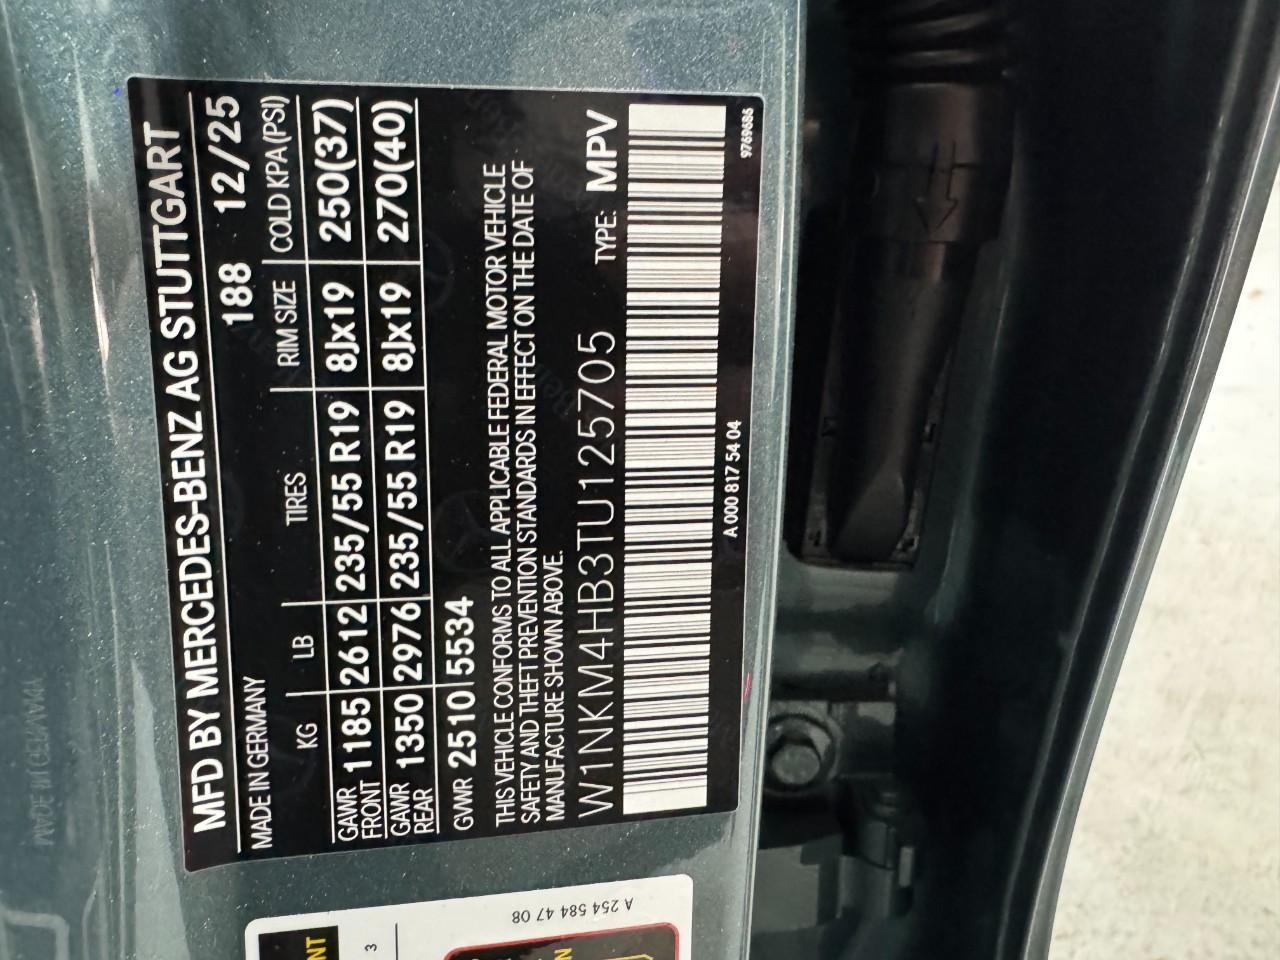 MFD BY MERCEDES-BENZ AG STUTTGART
MADE IN GERMANY 188 12/25
KG LB TIRES RIM SIZE COLD KPA (PSI)
GAWR FRONT 1185 2612 235/55 R19 8Jx19 250(37)
GAWR REAR 1350 2976 235/55 R19 8Jx19 270(40)
GVWR 2510 5534
THIS VEHICLE CONFORMS TO ALL APPLICABLE FEDERAL MOTOR VEHICLE
SAFETY AND THEFT PREVENTION STANDARDS IN EFFECT ON THE DATE OF
MANUFACTURE SHOWN ABOVE.
W1NKM4HB3TU125705 TYPE: MPV
A 000 817 54 04 9769686
A 254 584 47 08
3